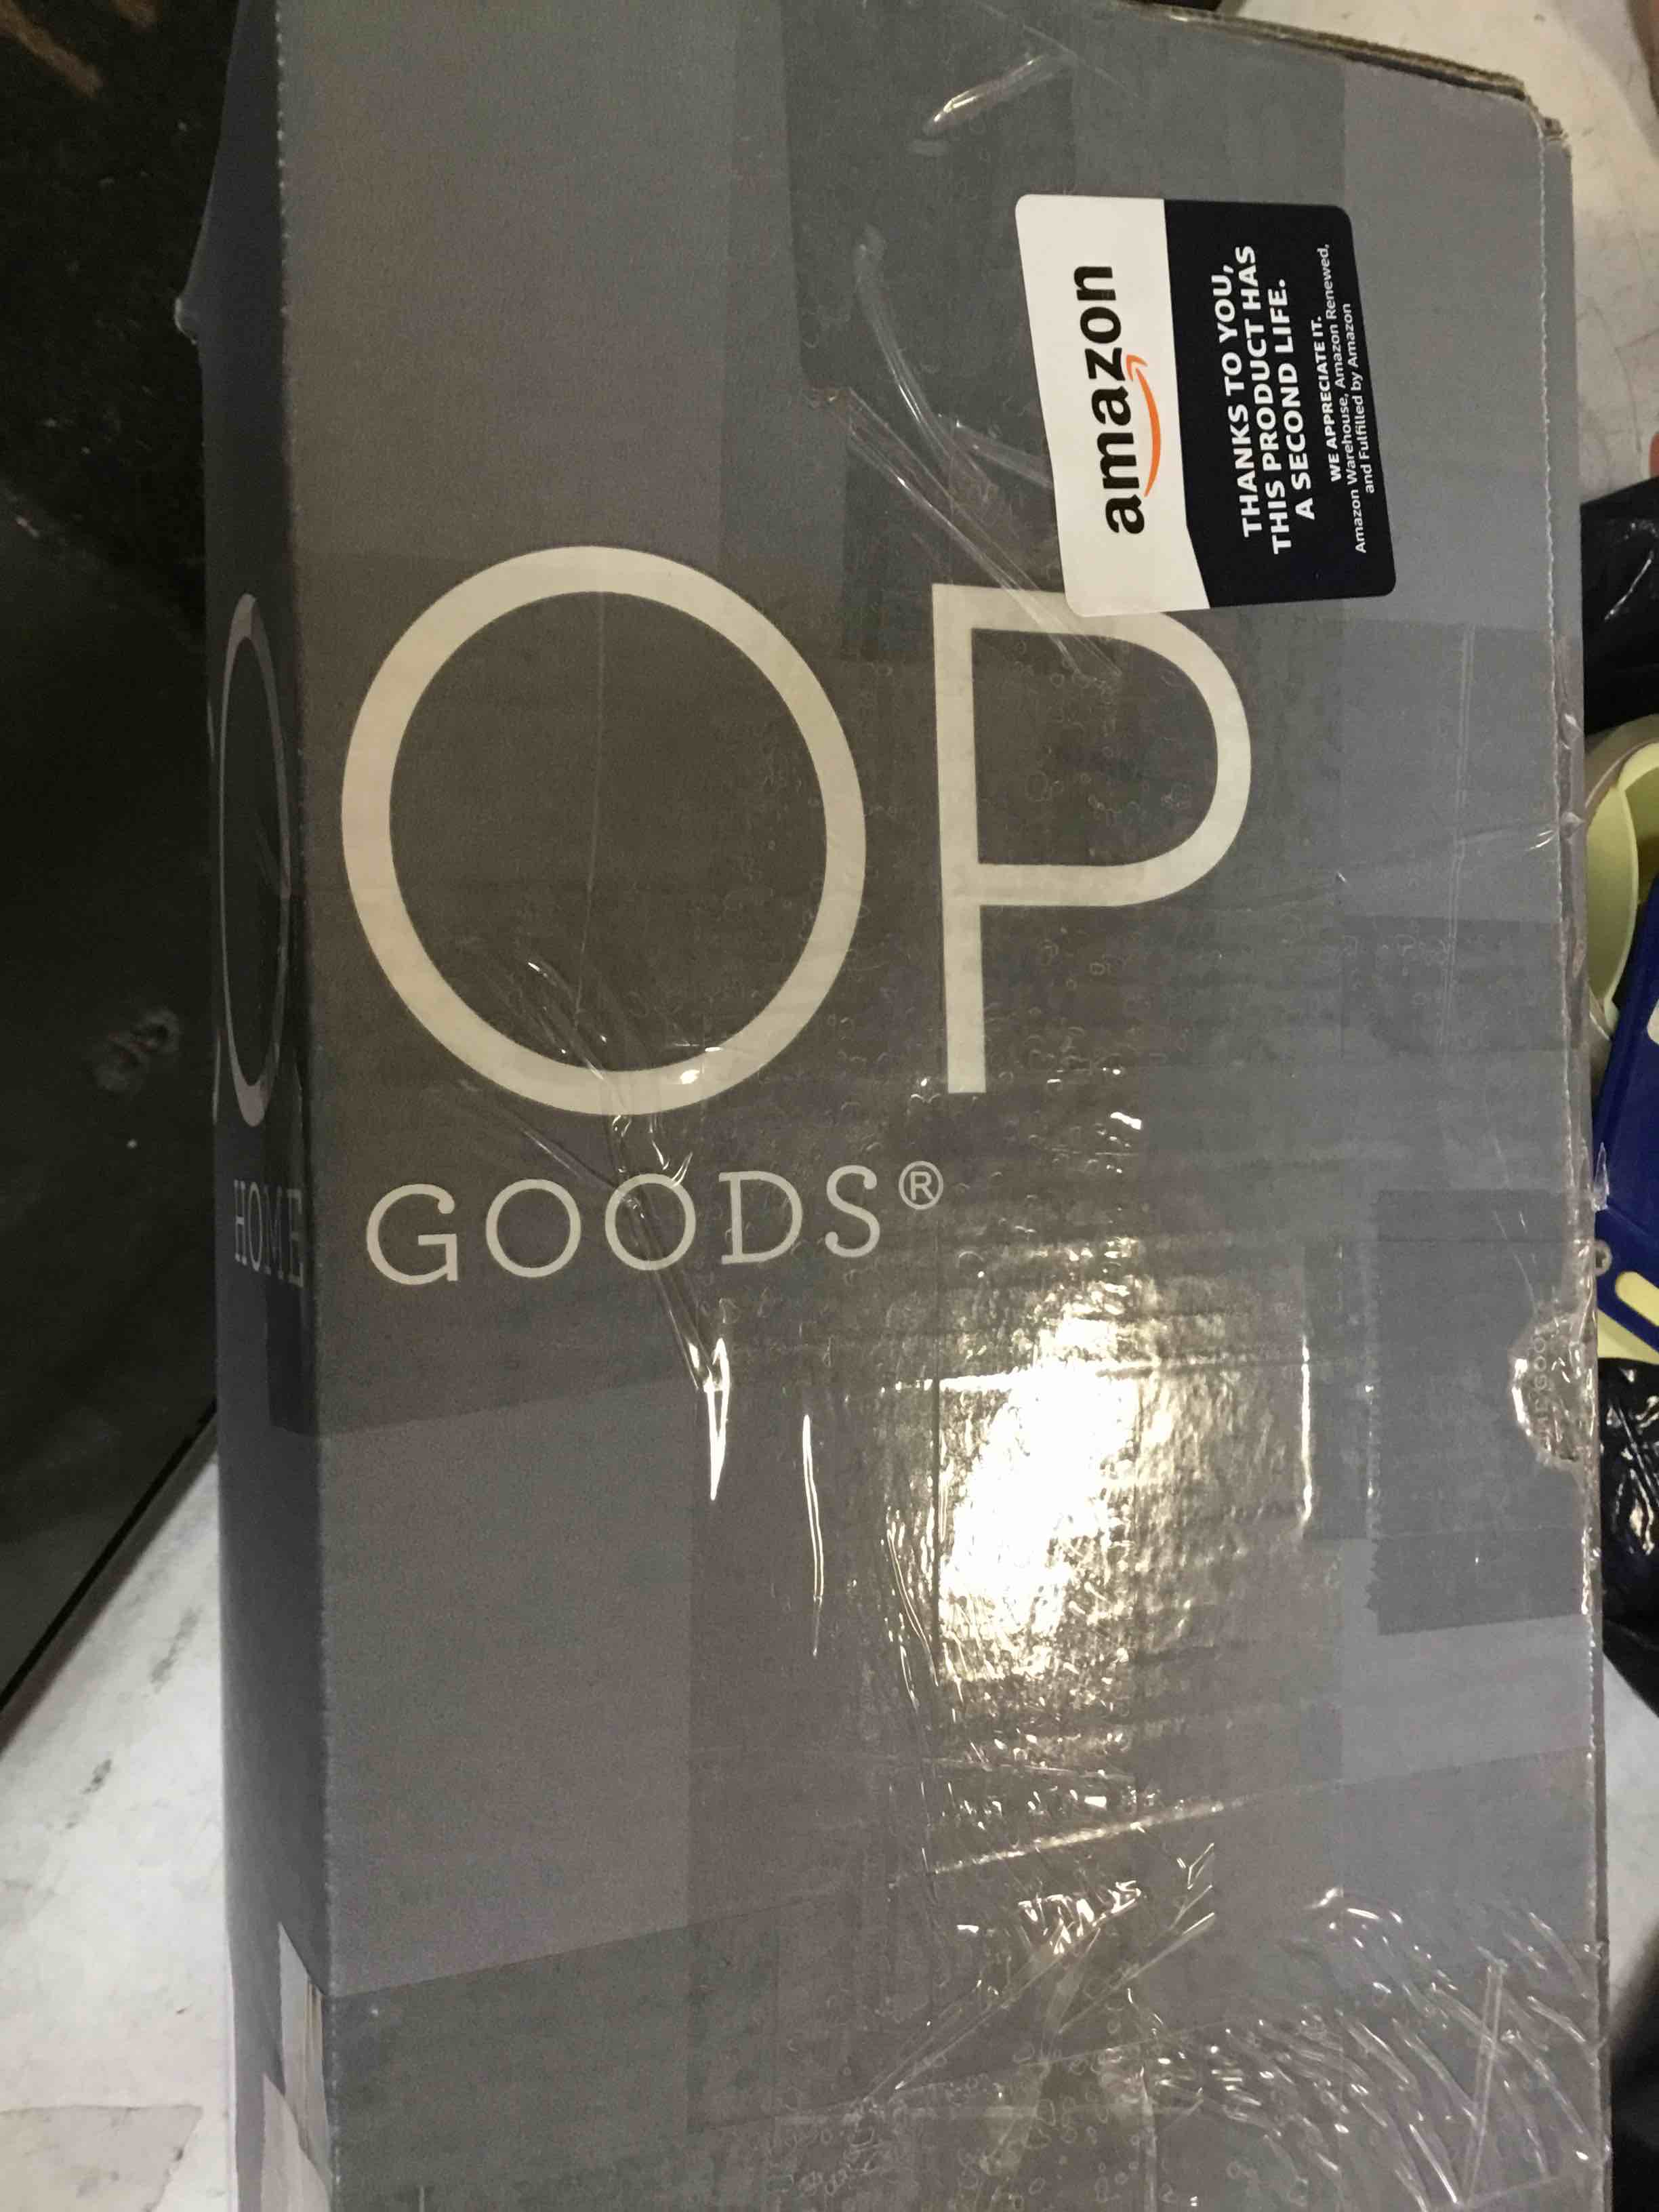 OP
HOME GOODS®
amazon
THANKS TO YOU,
THIS PRODUCT HAS
A SECOND LIFE.
WE APPRECIATE IT.
Amazon Warehouse, Amazon Renewed,
and Fulfilled by Amazon